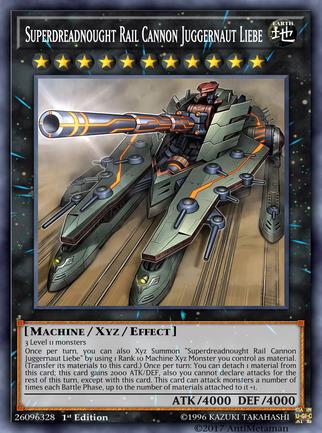 Superdreadnought Rail Cannon Juggernaut Liebe
EARTH
地
[Machine / Xyz / Effect]
3 Level 11 monsters
Once per turn, you can also Xyz Summon "Superdreadnought Rail Cannon
Juggernaut Liebe" by using 1 Rank 10 Machine Xyz Monster you control as material.
(Transfer its materials to this card.) Once per Turn: You can detach 1 material from
this card; this card gains 2000 ATK/DEF, also you cannot declare attacks for
the rest of this turn, except with this card. This card can attack monsters a number of
times each Battle Phase, up to the number of materials attached to it +1.
ATK/4000 DEF/4000
26096328 1st Edition ©1996 KAZUKI TAKAHASHI
©2017 AntiMetaman